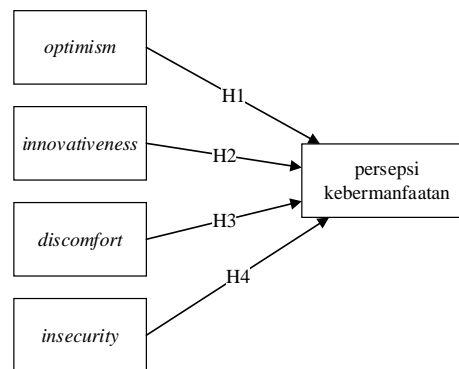 optimism
H1
innovativeness
H2
persepsi
kebermanfaatan
H3
discomfort
H4
insecurity